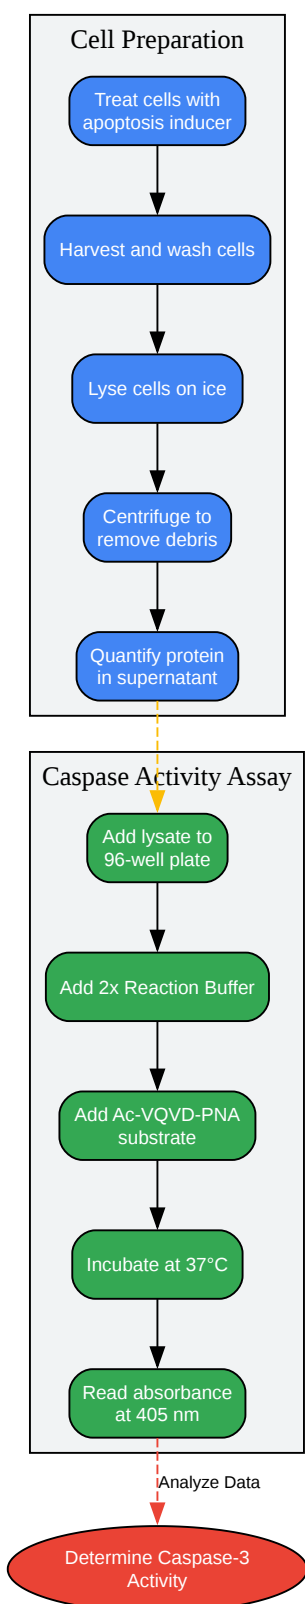 Cell Preparation
Treat cells with
apoptosis inducer
Harvest and wash cells
Lyse cells on ice
Centrifuge to
remove debris
Quantify protein
in supernatant
Caspase Activity Assay
Add lysate to
96-well plate
Add 2x Reaction Buffer
Add Ac-VQVD-PNA
substrate
Incubate at 37°C
Read absorbance
at 405 nm
Analyze Data
Determine Caspase-3
Activity